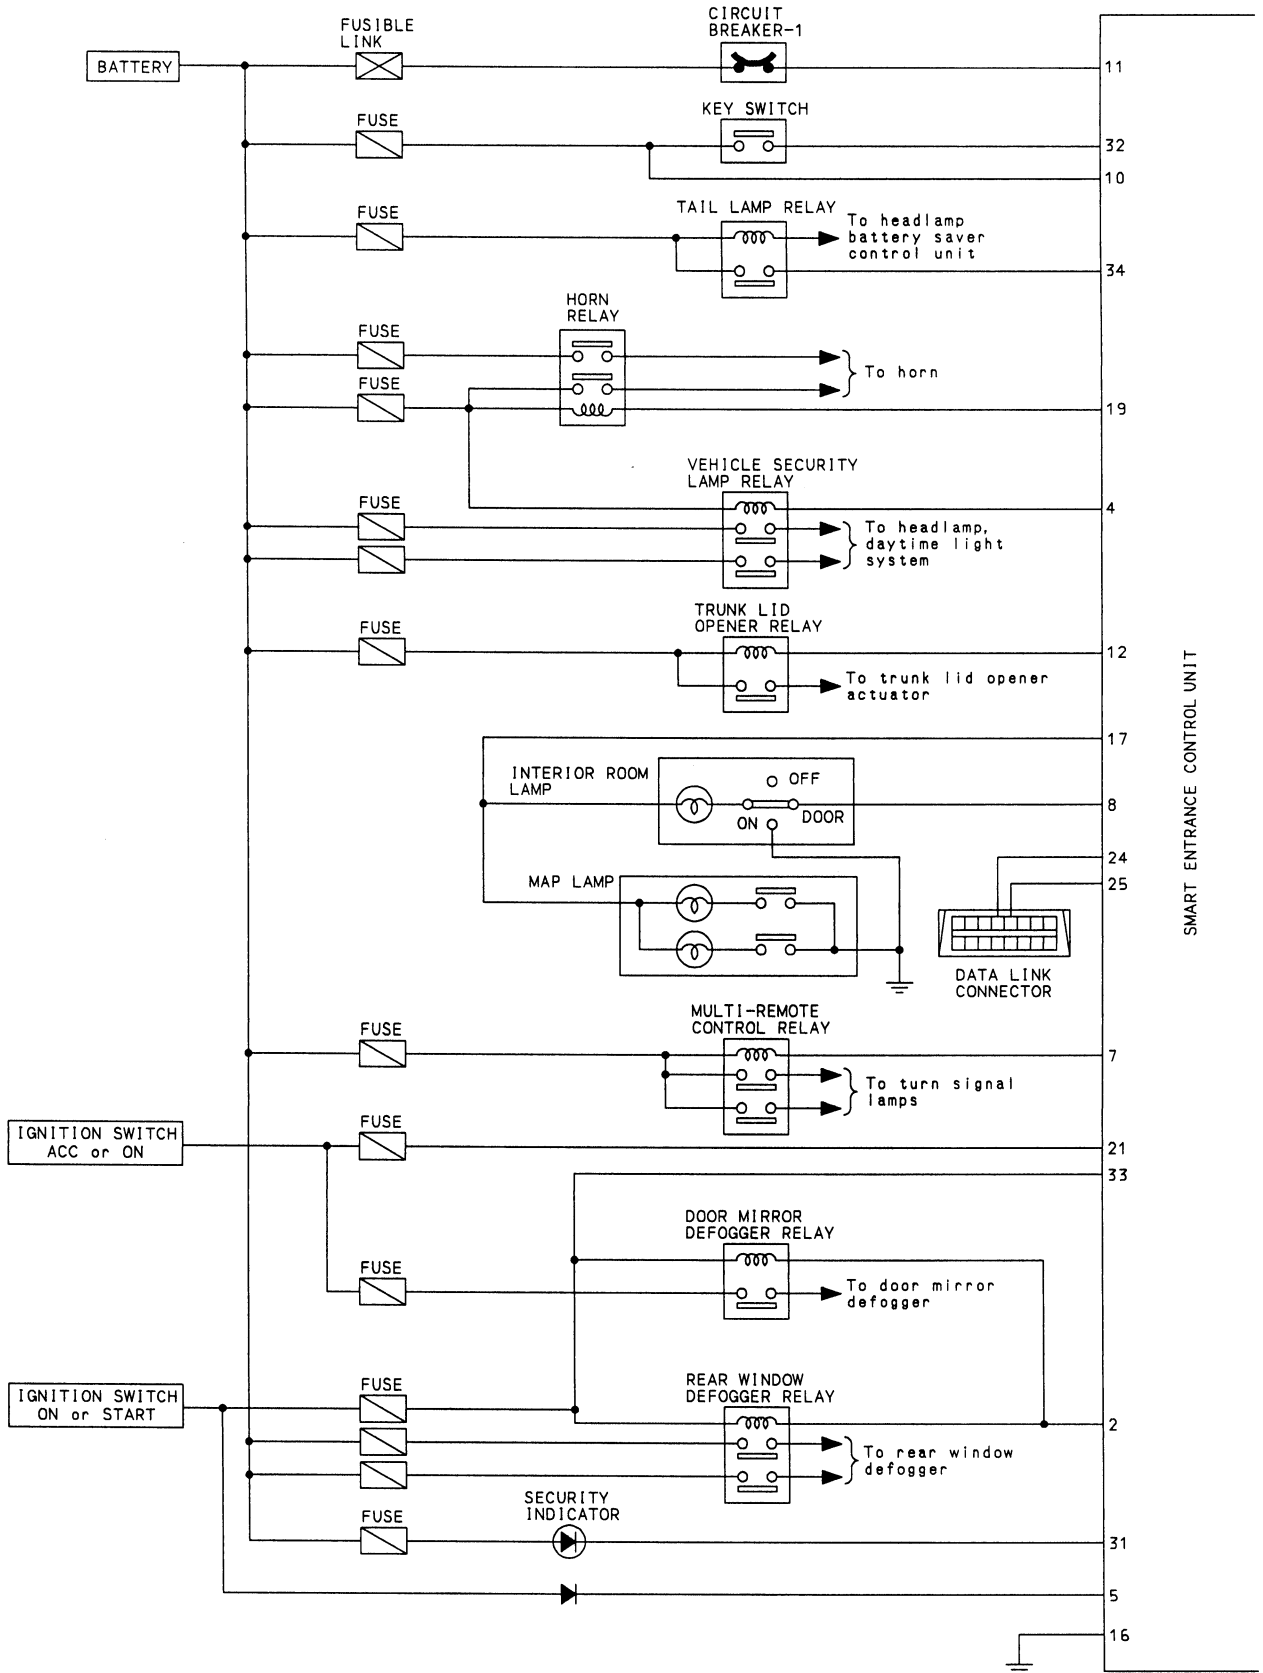 CIRCUIT
BREAKER-1
FUSIBLE
LINK
BATTERY
11
KEY SWITCH
FUSE
32
10
TAIL LAMP RELAY
FUSE
To headlamp
battery saver
control unit
34
HORN
RELAY
FUSE
To horn
FUSE
19
VEHICLE SECURITY
LAMP RELAY
FUSE
4
To headlamp,
daytime light
system
TRUNK LID
OPENER RELAY
FUSE
12
To trunk lid opener
actuator
SMART ENTRANCE CONTROL UNIT
17
INTERIOR ROOM
LAMP
OFF
8
ON
DOOR
24
MAP LAMP
25
DATA LINK
CONNECTOR
MULTI-REMOTE
CONTROL RELAY
FUSE
7
To turn signal
lamps
IGNITION SWITCH
ACC or ON
FUSE
21
33
DOOR MIRROR
DEFOGGER RELAY
FUSE
To door mirror
defogger
REAR WINDOW
DEFOGGER RELAY
IGNITION SWITCH
ON or START
FUSE
2
To rear window
defogger
SECURITY
INDICATOR
FUSE
31
5
16